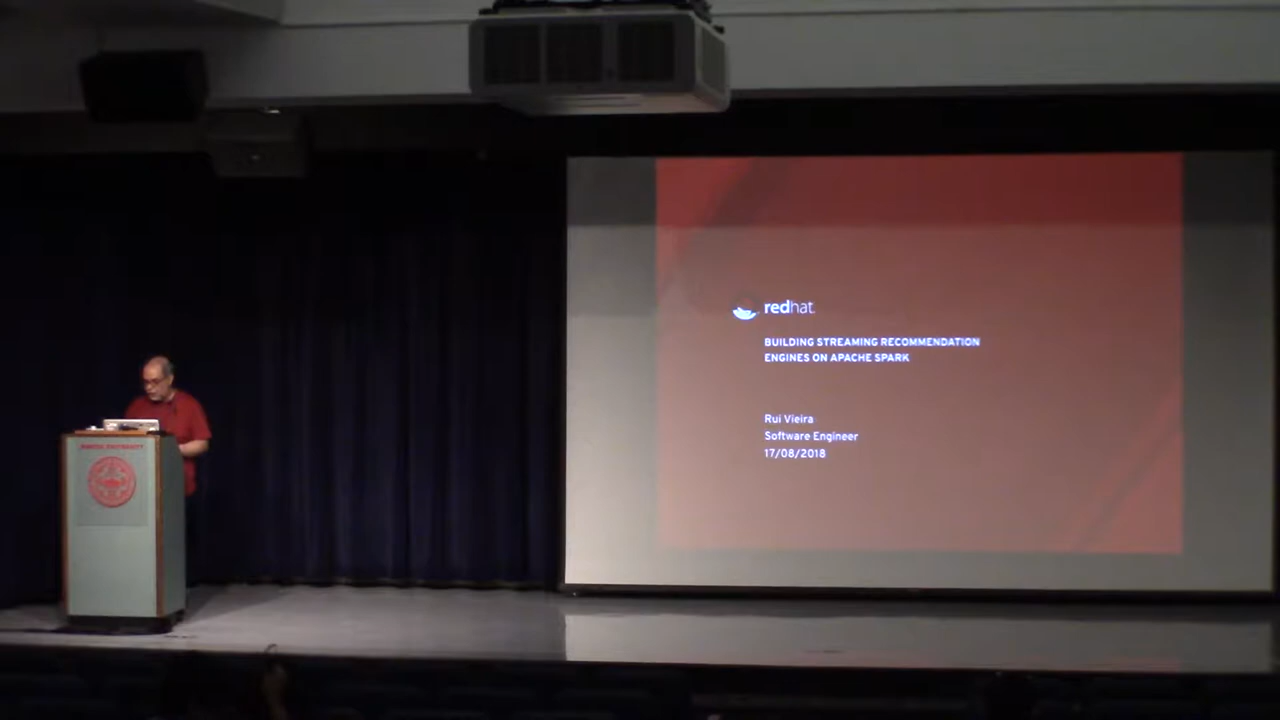 redhat.
BUILDING STREAMING RECOMMENDATION
ENGINES ON APACHE SPARK
Rui Vieira
Software Engineer
17/08/2018